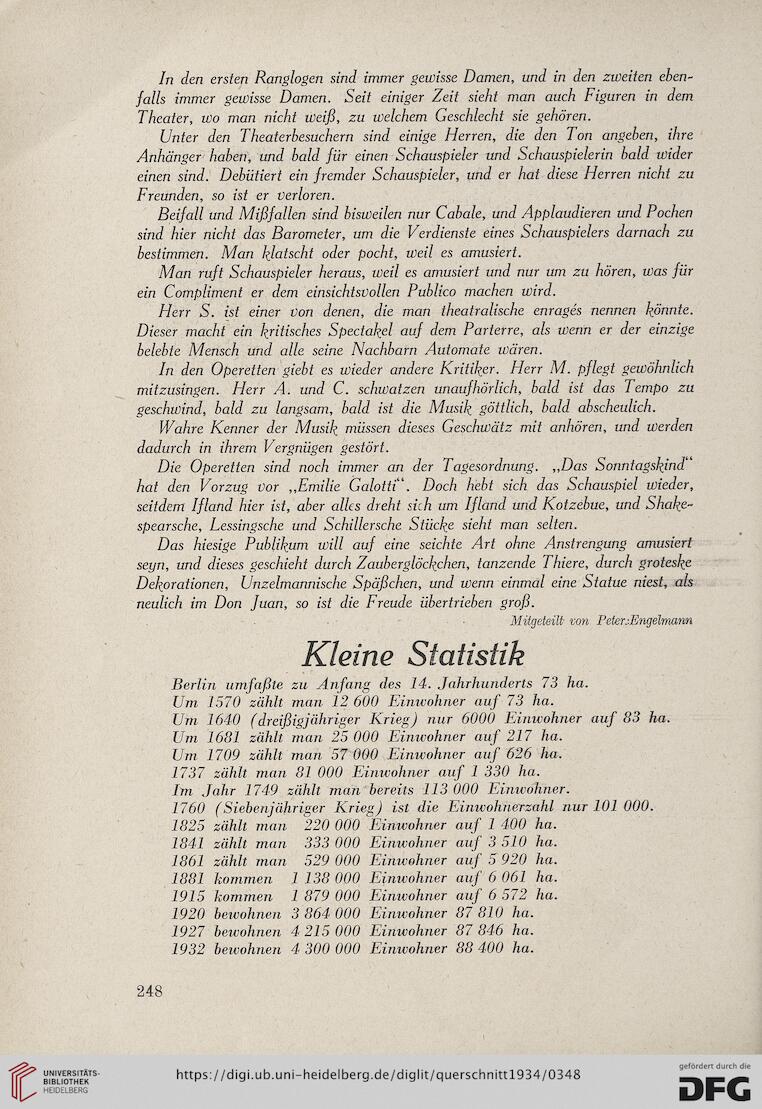 In den ersten Ranglogen sind immer gewisse Damen, und in den zweiten eben-
falls immer gewisse Damen. Seit einiger Zeit sieht man auch Figuren in dem
Theater, wo man nicht weiß, zu welchem Geschlecht sie gehören.
Unter den Theaterbesuchern sind einige Herren, die den Ton angeben, ihre
Anhänger haben, und bald für einen Schauspieler und Schauspielerin bald wider
einen sind. Debütiert ein fremder Schauspieler, und er hat diese Herren nicht zu
Freunden, so ist er verloren.
Beifall und Mißfallen sind bisweilen nur Cabale, und Applaudieren und Pochen
sind hier nicht das Barometer, um die Verdienste eines Schauspielers darnach zu
bestimmen. Man klatscht oder pocht, weil es amusiert.
Man ruft Schauspieler heraus, weil es amusiert und nur um zu hören, was für
ein Compliment er dem einsichtsvollen Publico machen wird.
Herr S. ist einer von denen, die man theatralische enragés nennen könnte.
Dieser macht ein kritisches Spectakel auf dem Parterre, als wenn er der einzige
belebte Mensch und alle seine Nachbarn Automate wären.
In den Operetten giebt es wieder andere Kritiker. Herr M. pflegt gewöhnlich
mitzusingen. Herr A. und C. schwatzen unaufhörlich, bald ist das Tempo zu
geschwind, bald zu langsam, bald ist die Musik göttlich, bald abscheulich.
Wahre Kenner der Musik müssen dieses Geschwätz mit anhören, und werden
dadurch in ihrem Vergnügen gestört.
Die Operetten sind noch immer an der Tagesordnung. „Das Sonntagskind“
hat den Vorzug vor „Emilie Galotti“. Doch hebt sich das Schauspiel wieder,
seitdem Ifland hier ist, aber alles dreht sich um Ifland und Kotzebue, und Shake-
spearsche, Lessingsche und Schillersche Stücke sieht man selten.
Das hiesige Publikum will auf eine seichte Art ohne Anstrengung amusiert
seyn, und dieses geschieht durch Zauberglöckchen, tanzende Thiere, durch groteske
Dekorationen, Unzelmannische Späßchen, und wenn einmal eine Statue niest, als
neulich im Don Juan, so ist die Freude übertrieben groß.
Mitgeteilt von Peter Engelmann
Kleine Statistik
Berlin umfaßte zu Anfang des 14. Jahrhunderts 73 ha.
Um 1570 zählt man 12 600 Einwohner auf 73 ha.
Um 1640 (dreißigjähriger Krieg) nur 6000 Einwohner auf 83 ha.
Um 1681 zählt man 25 000 Einwohner auf 217 ha.
Um 1709 zählt man 57 000 Einwohner auf 626 ha.
1737 zählt man 81 000 Einwohner auf 1 330 ha.
Im Jahr 1749 zählt man bereits 113 000 Einwohner.
1760 (Siebenjähriger Krieg) ist die Einwohnerzahl nur 101 000.
1825 zählt man 220 000 Einwohner auf 1 400 ha.
1841 zählt man 333 000 Einwohner auf 3 510 ha.
1861 zählt man 529 000 Einwohner auf 5 920 ha.
1881 kommen 1 138 000 Einwohner auf 6 061 ha.
1915 kommen 1 879 000 Einwohner auf 6 572 ha.
1920 bewohnen 3 864 000 Einwohner 87 810 ha.
1927 bewohnen 4 215 000 Einwohner 87 846 ha.
1932 bewohnen 4 300 000 Einwohner 88 400 ha.
248
UNIVERSITÄTS-
BIBLIOTHEK
HEIDELBERG
https://digi.ub.uni-heidelberg.de/diglit/querschnitt1934/0348
gefördert durch die
DFG